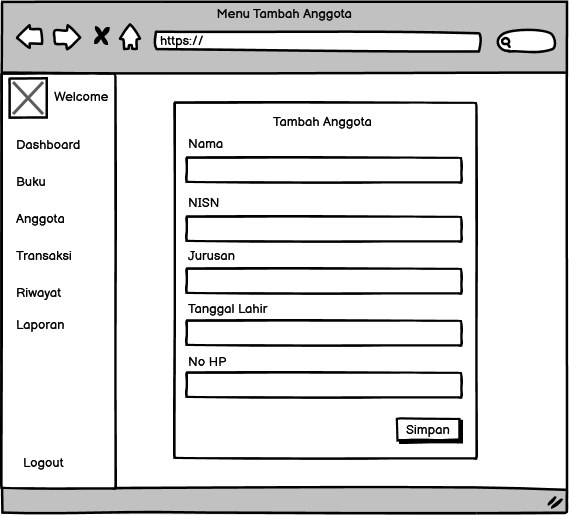 Menu Tambah Anggota
https://
Welcome
Dashboard
Buku
Anggota
Transaksi
Riwayat
Laporan
Logout
Tambah Anggota
Nama
NISN
Jurusan
Tanggal Lahir
No HP
Simpan